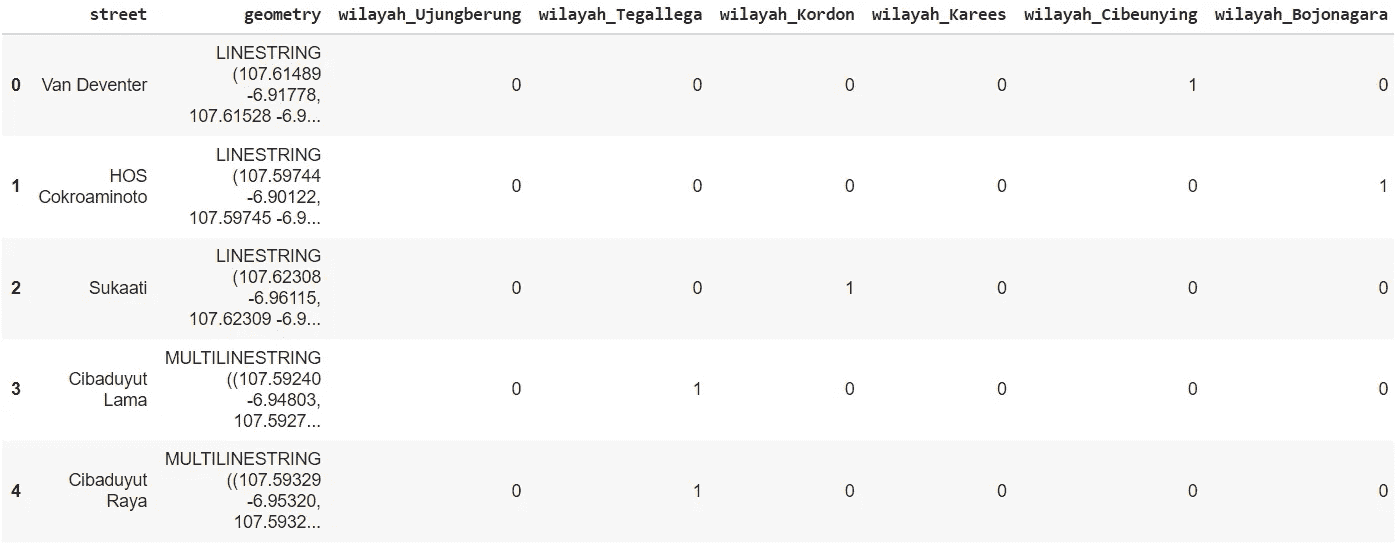 street geometry wilayah_Ujungberung wilayah_Tegallega wilayah_Kordon wilayah_Karees wilayah_Cibeunying wilayah_Bojonagara
LINESTRING
(107.61489
0 Van Deventer -6.91778, 0 0 0 0 1 0
107.61528 -6.9...
LINESTRING
HOS (107.59744
1 0 0 0 0 0 1
Cokroaminoto -6.90122,
107.59745 -6.9...
LINESTRING
(107.62308
2 Sukaati -6.96115, 0 0 1 0 0 0
107.62309 -6.9...
MULTILINESTRING
Cibaduyut ((107.59240
3 0 1 0 0 0 0
Lama -6.94803,
107.5927...
MULTILINESTRING
Cibaduyut ((107.59329
4 0 1 0 0 0 0
Raya -6.95320,
107.5932...